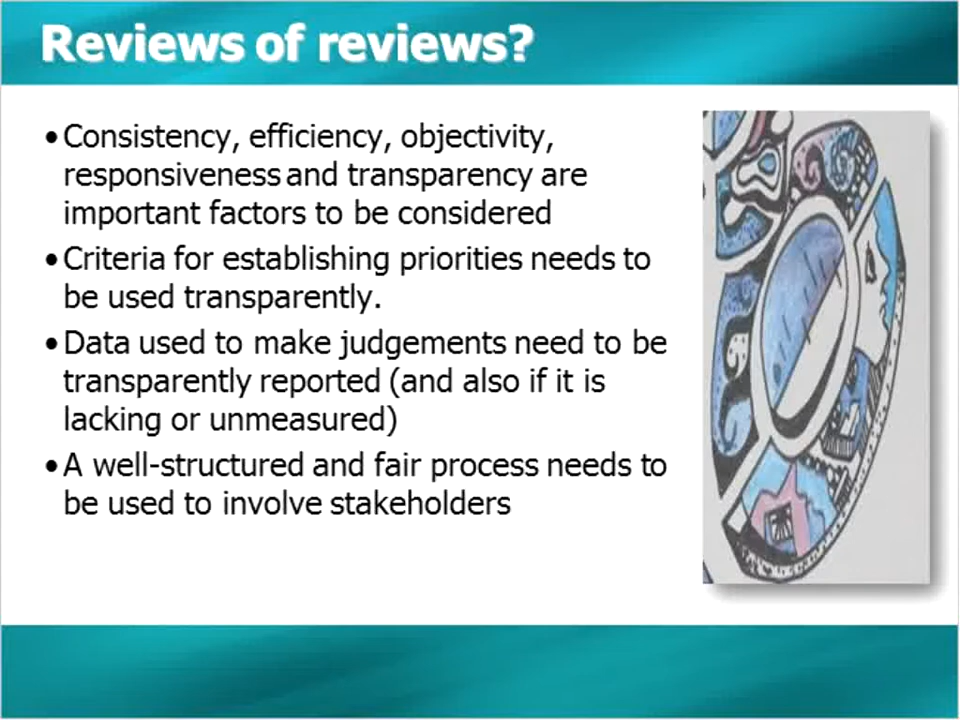 Reviews of reviews?
•Consistency, efficiency, objectivity,
responsiveness and transparency are
important factors to be considered
•Criteria for establishing priorities needs to
be used transparently.
•Data used to make judgements need to be
transparently reported (and also if it is
lacking or unmeasured)
•A well-structured and fair process needs to
be used to involve stakeholders